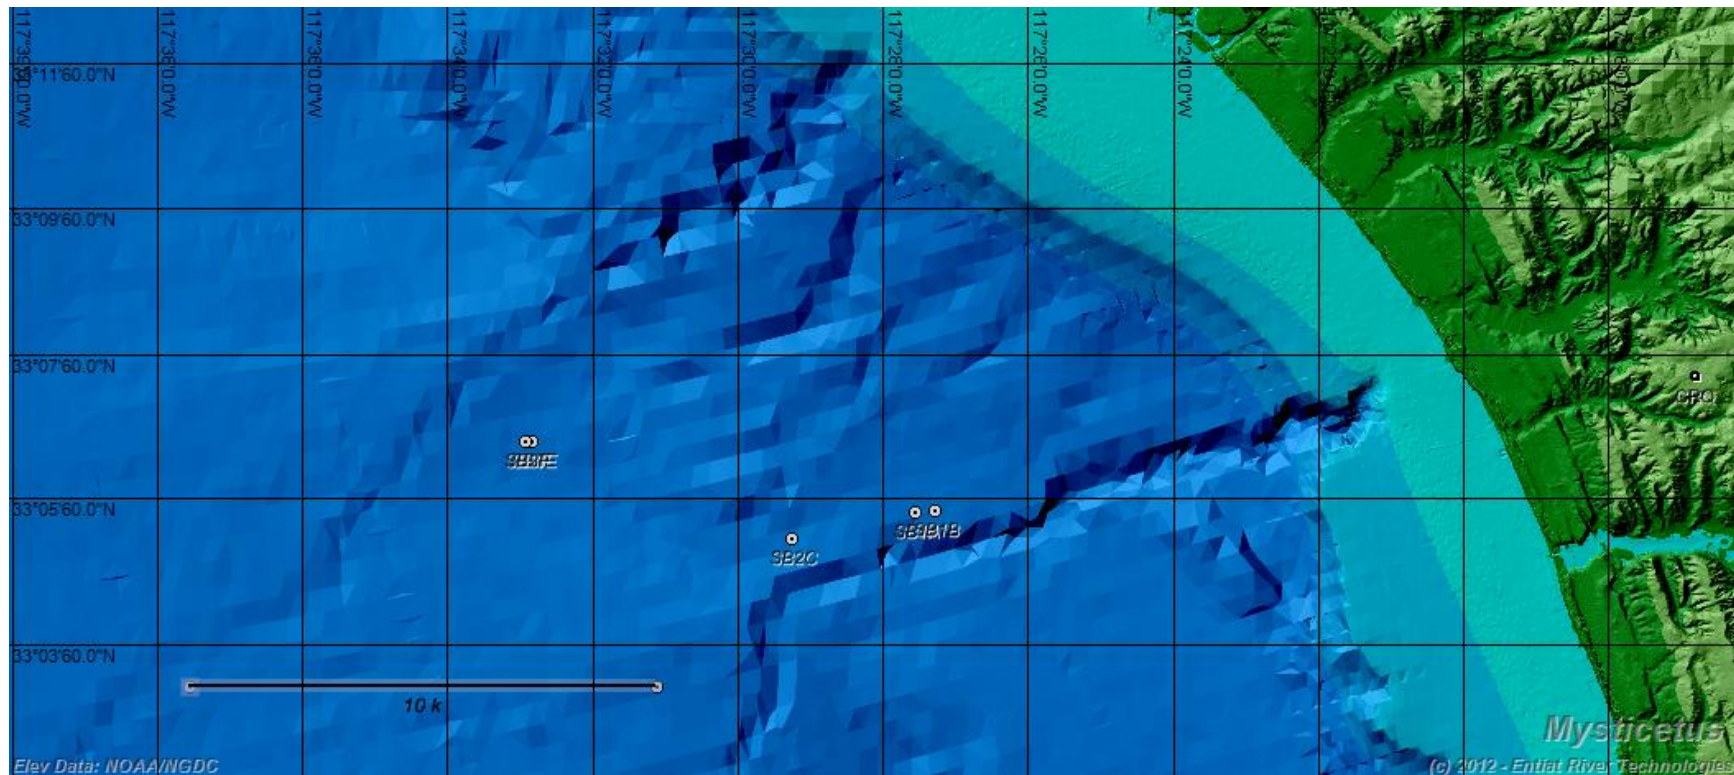 117°38'0.0"W
117°36'0.0"W
117°34'0.0"W
117°32'0.0"W
117°30'0.0"W
117°28'0.0"W
117°26'0.0"W
117°24'0.0"W
33°11'60.0"N
33°09'60.0"N
33°07'60.0"N
CRQ
33°05'60.0"N
SB2C
33°03'60.0"N
10 k
Mysticetus
Elev Data: NOAA/NGDC
(c) 2012 - Entiat River Technologies